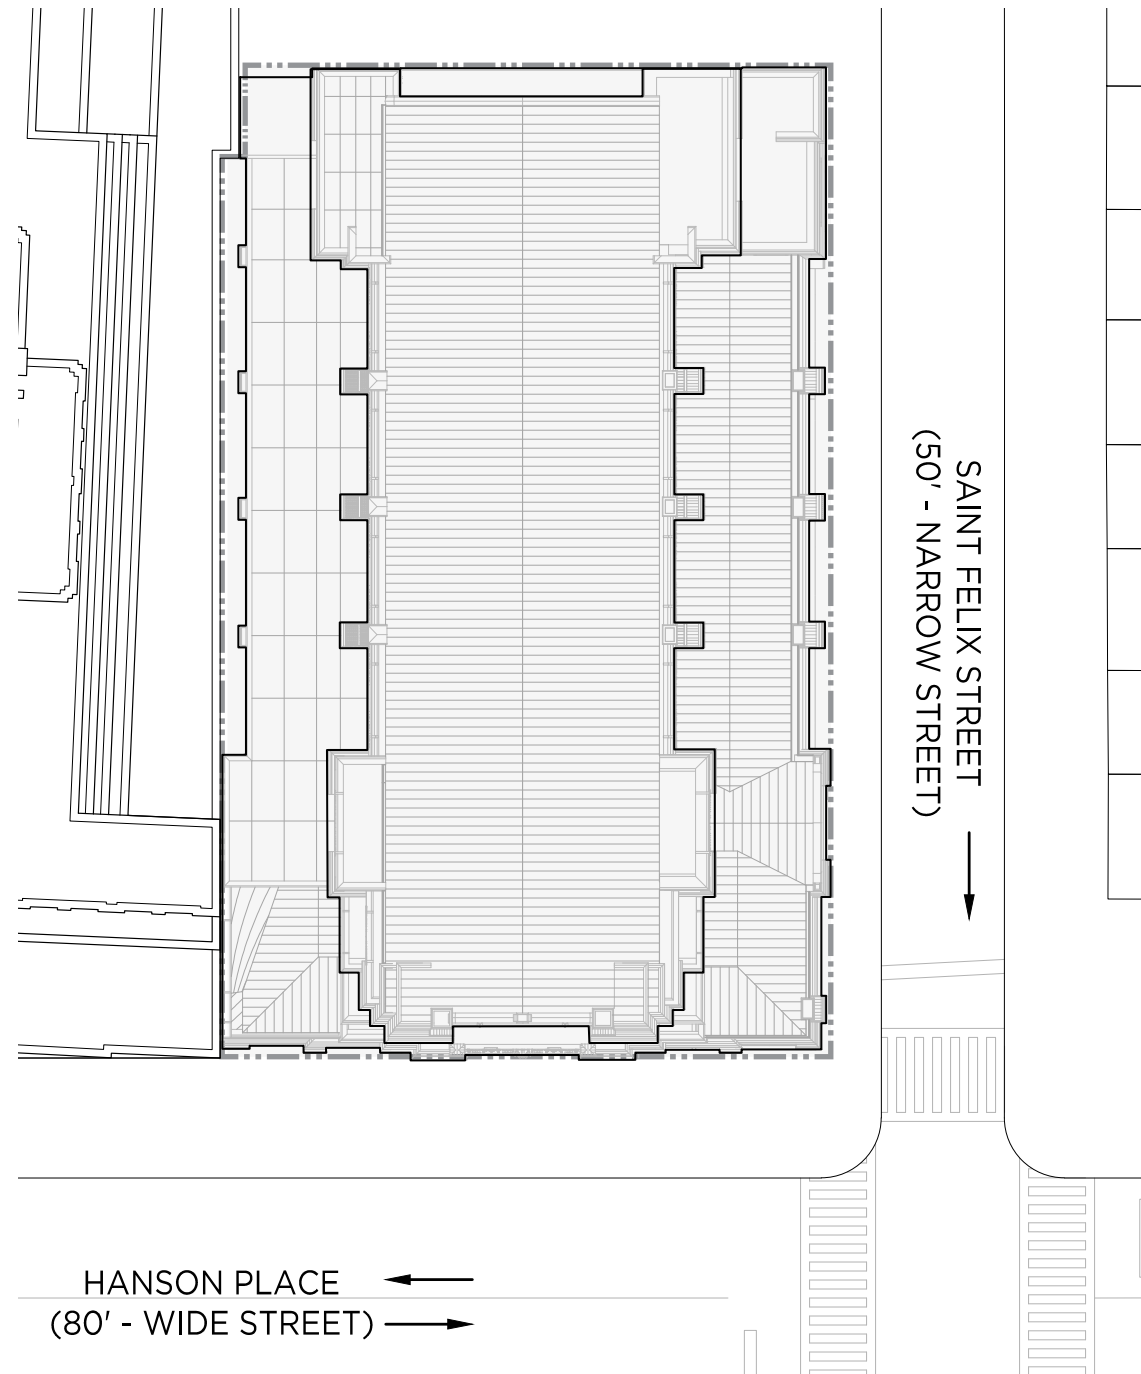 SAINT FELIX STREET
(50' - NARROW STREET)
HANSON PLACE
(80' - WIDE STREET)